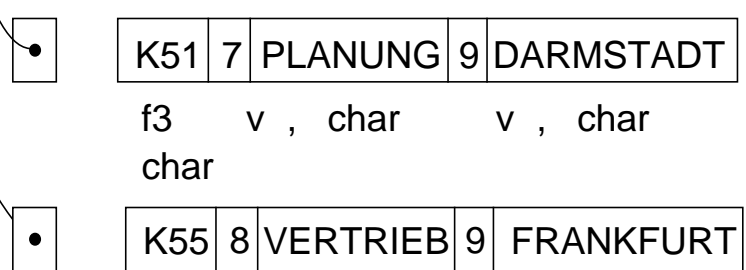 K51 7 PLANUNG 9 DARMSTADT
f3 v , char v , char
char
K55 8 VERTRIEB 9 FRANKFURT